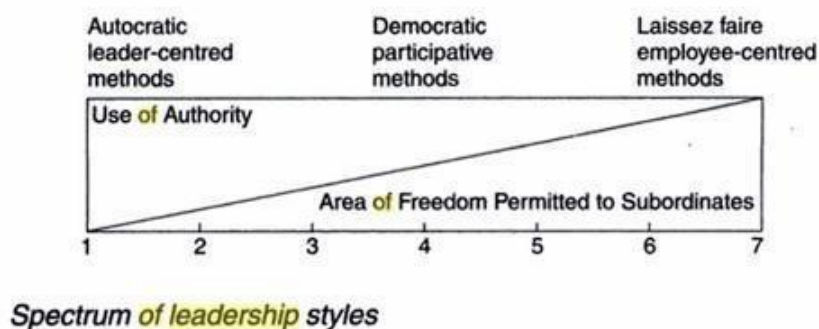 Autocratic
leader-centred
methods
Democratic
participative
methods
Laissez faire
employee-centred
methods
Use of Authority
Area of Freedom Permitted to Subordinates
1 2 3 4 5 6 7
Spectrum of leadership styles